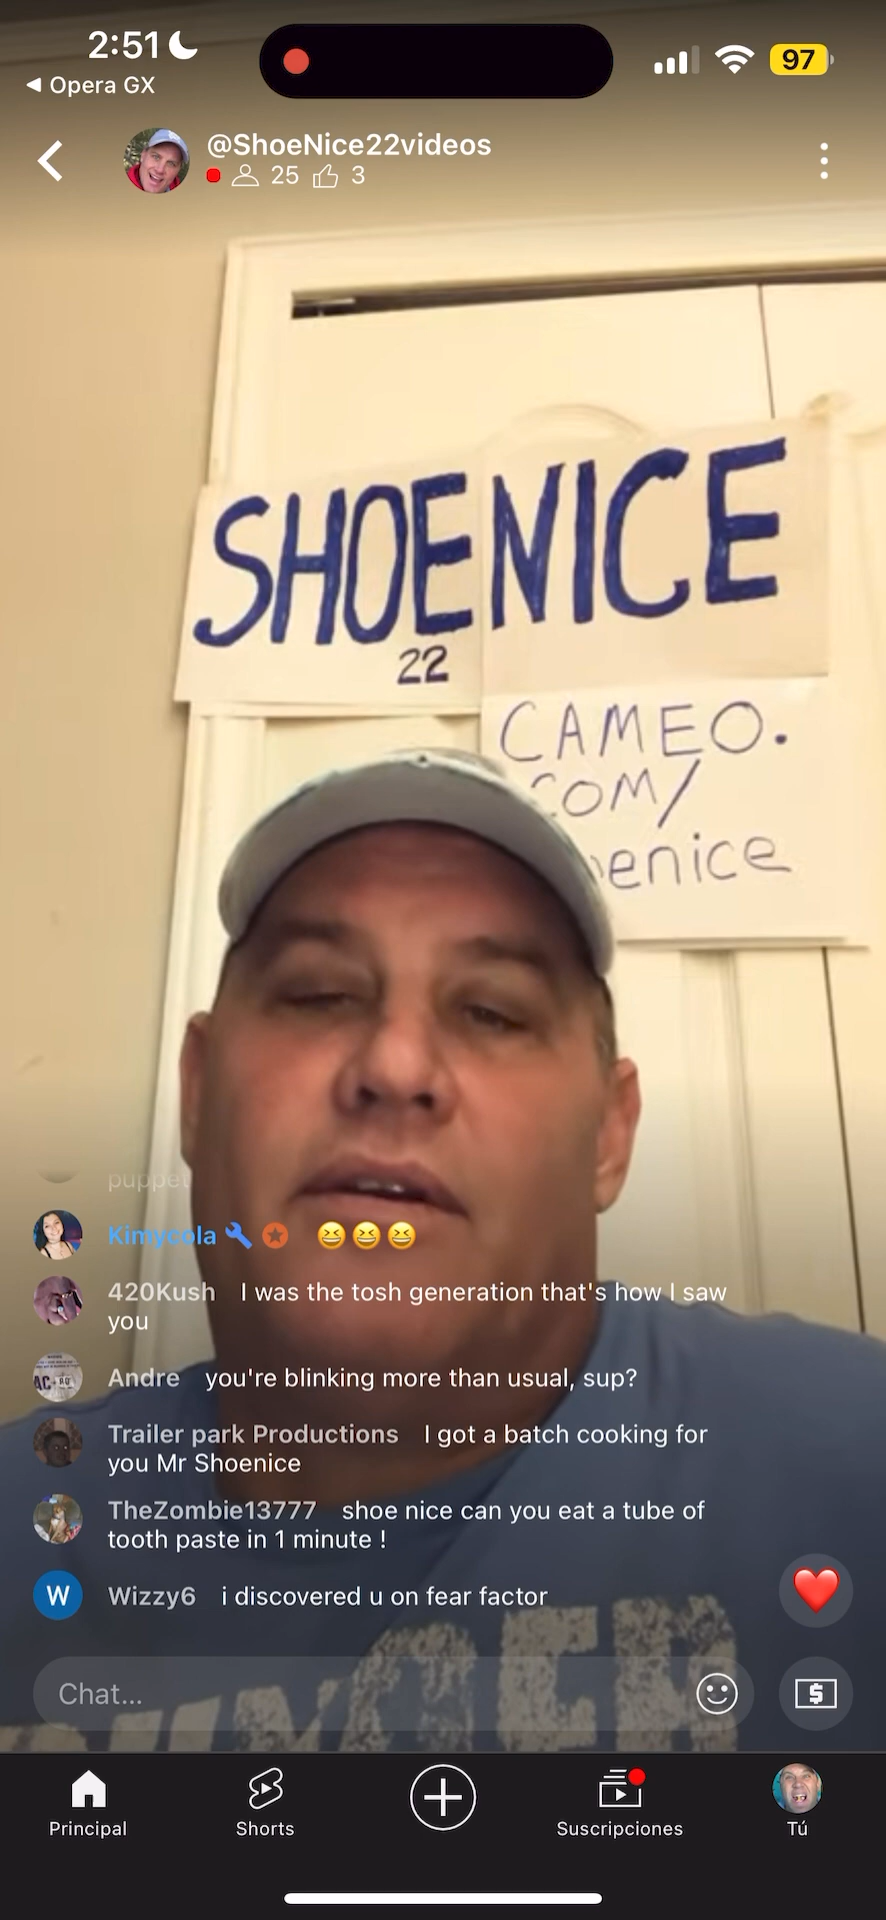 2:51
97
◀ Opera GX
@ShoeNice22videos
25 3
SHOENICE
22
CAMEO.
COM/
enice
puppet
Kimycola 😆😆😆
420Kush I was the tosh generation that's how I saw
you
Andre you're blinking more than usual, sup?
Trailer park Productions I got a batch cooking for
you Mr Shoenice
TheZombie13777 shoe nice can you eat a tube of
tooth paste in 1 minute !
W Wizzy6 i discovered u on fear factor
Chat...
Principal
Shorts
Suscripciones
Tú